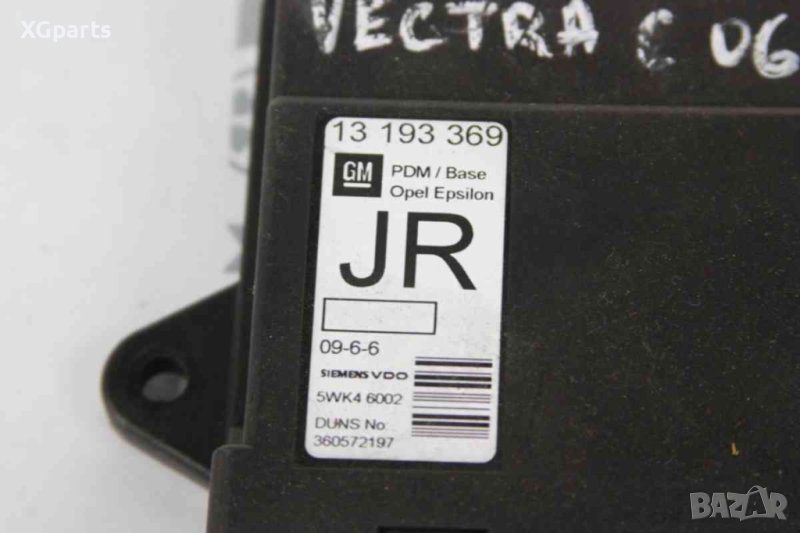 XGparts
VECTRA C 06
13 193 369
GM
PDM / Base
Opel Epsilon
JR
09-6-6
SIEMENS VDO
5WK4 6002
DUNS No
360572197
BAZAR